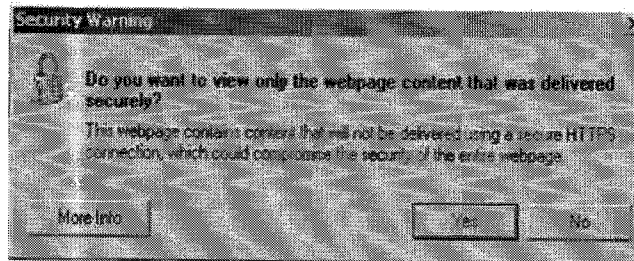 Security Warning
Do you want to view only the webpage content that was delivered
securely?
This webpage contains content that will not be delivered using a secure HTTPS
connection, which could compromise the security of the entire webpage.
More Info
Yes
No